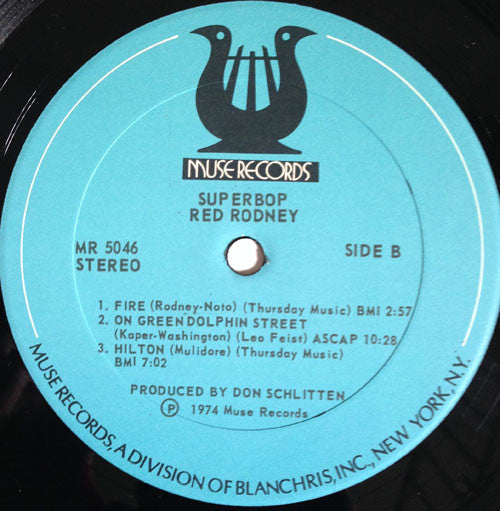 MUSE RECORDS
SUPERBOP
RED RODNEY
MR 5046
STEREO
SIDE B
1. FIRE (Rodney-Noto) (Thursday Music) BMI 2:57
2. ON GREEN DOLPHIN STREET
(Kaper-Washington) (Leo Feist) ASCAP 10:28
3. HILTON (Mulidore) (Thursday Music)
BMI 7:02
PRODUCED BY DON SCHLITTEN
Ⓟ 1974 Muse Records
MUSE RECORDS, A DIVISION OF BLANCHRIS, INC., NEW YORK, N.Y.